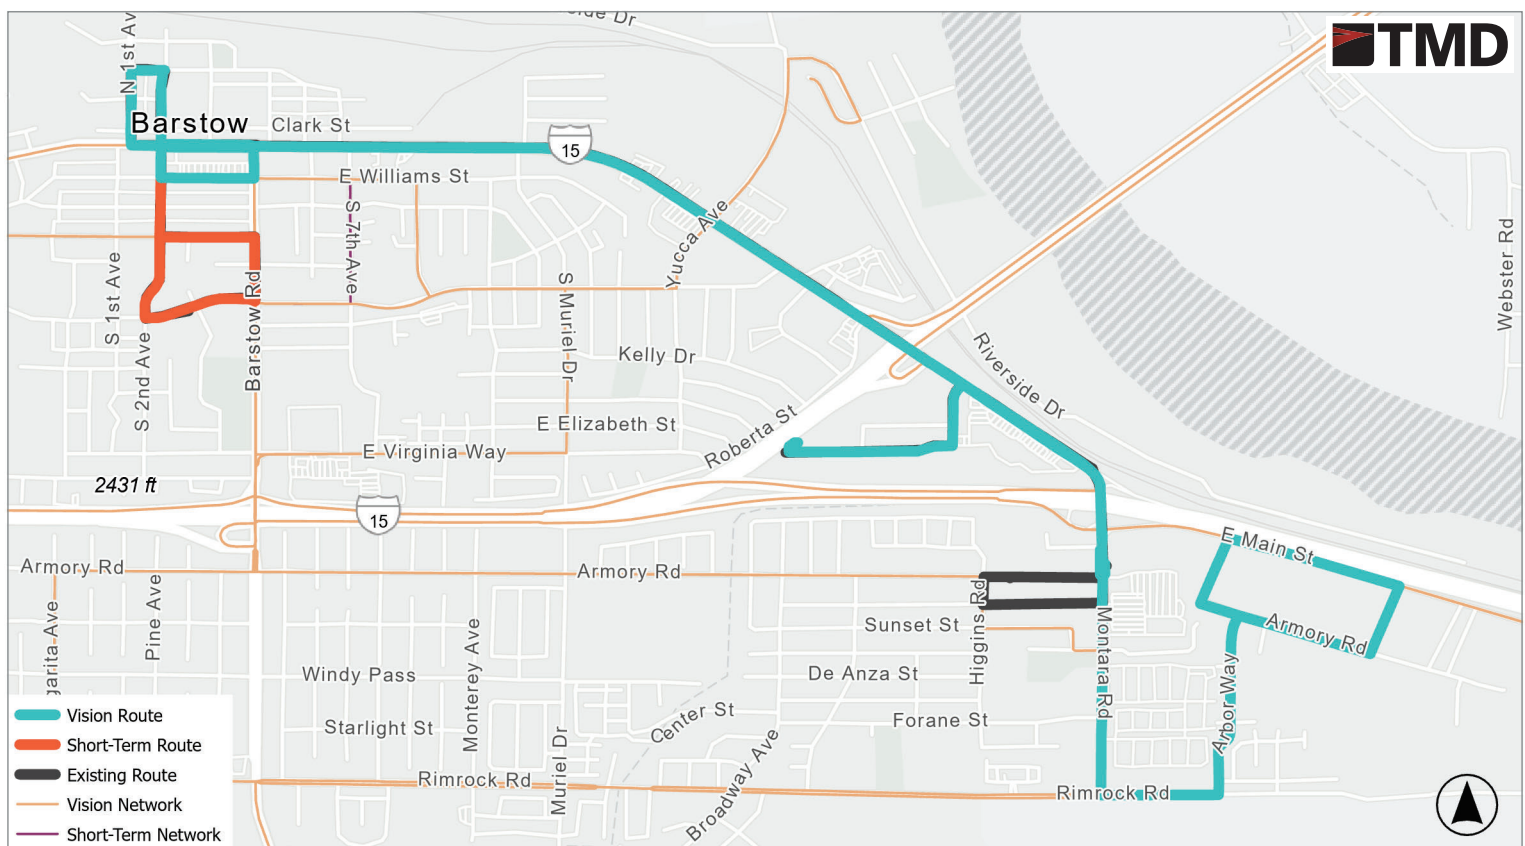 side Dr
TMD
N 1st Av
Barstow
Clark St
15
E Williams St
S 7th Ave
Yucca Ave
Webster Rd
S 1st Ave
Barstow Rd
S Muriel Dr
S 2nd Ave
Kelly Dr
Riverside Dr
E Elizabeth St
Roberta St
E Virginia Way
2431 ft
15
E Main St
Armory Rd
Armory Rd
Pine Ave
garita Ave
Higgins Rd
Sunset St
Montara Rd
Armory Rd
Monterey Ave
Windy Pass
De Anza St
Arbor Way
Center St
Starlight St
Forane St
Broadway Ave
Muriel Dr
Rimrock Rd
Rimrock Rd
Vision Route
Short-Term Route
Existing Route
Vision Network
Short-Term Network